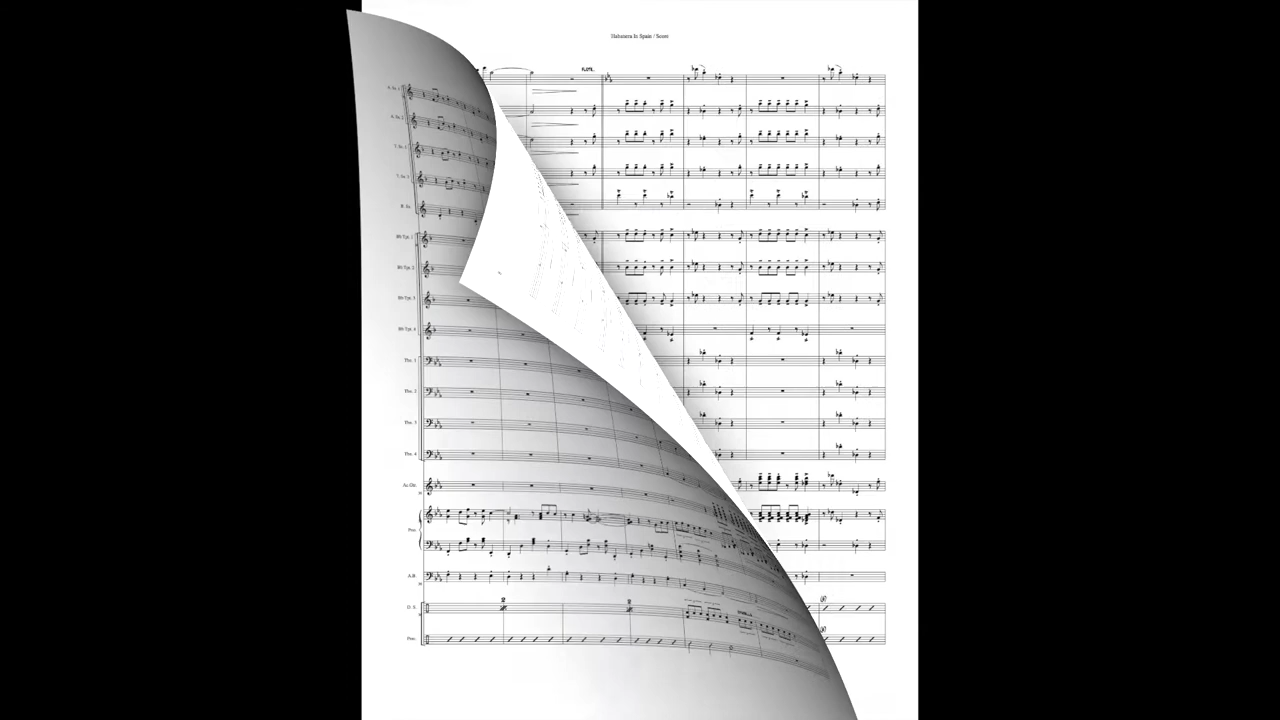 Habanera In Spain / Score
FLUTE
A. Sx. 1
A. Sx. 2
T. Sx. 1
T. Sx. 2
B. Sx.
Bb Tpt. 1
Bb Tpt. 2
Bb Tpt. 3
Bb Tpt. 4
Tbn. 1
Tbn. 2
Tbn. 3
Tbn. 4
Ac.Gtr.
Pno.
A.B.
2
2
D. S.
Perc.